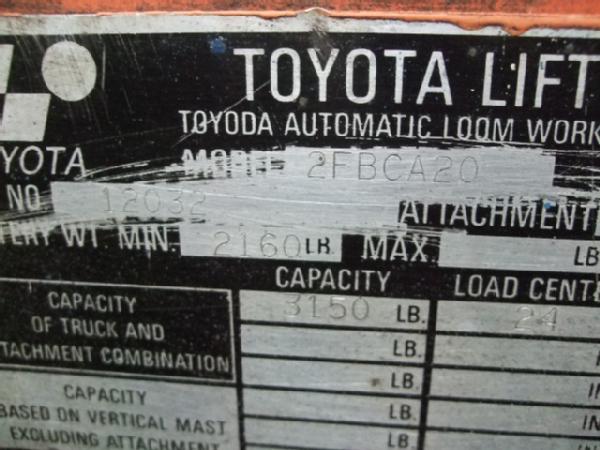 TOYOTA LIFT
TOYODA AUTOMATIC LOOM WORK
OYOTA MODEL 2FBCA20
NO 12032 ATTACHMENT
TERY WT. MIN. 2160 LB. MAX. LB
CAPACITY LOAD CENTE
CAPACITY OF TRUCK AND TTACHMENT COMBINATION
3150 LB. 24
LB.
LB. IN
CAPACITY BASED ON VERTICAL MAST EXCLUDING ATTACHMENT
LB. IN
LB. IN